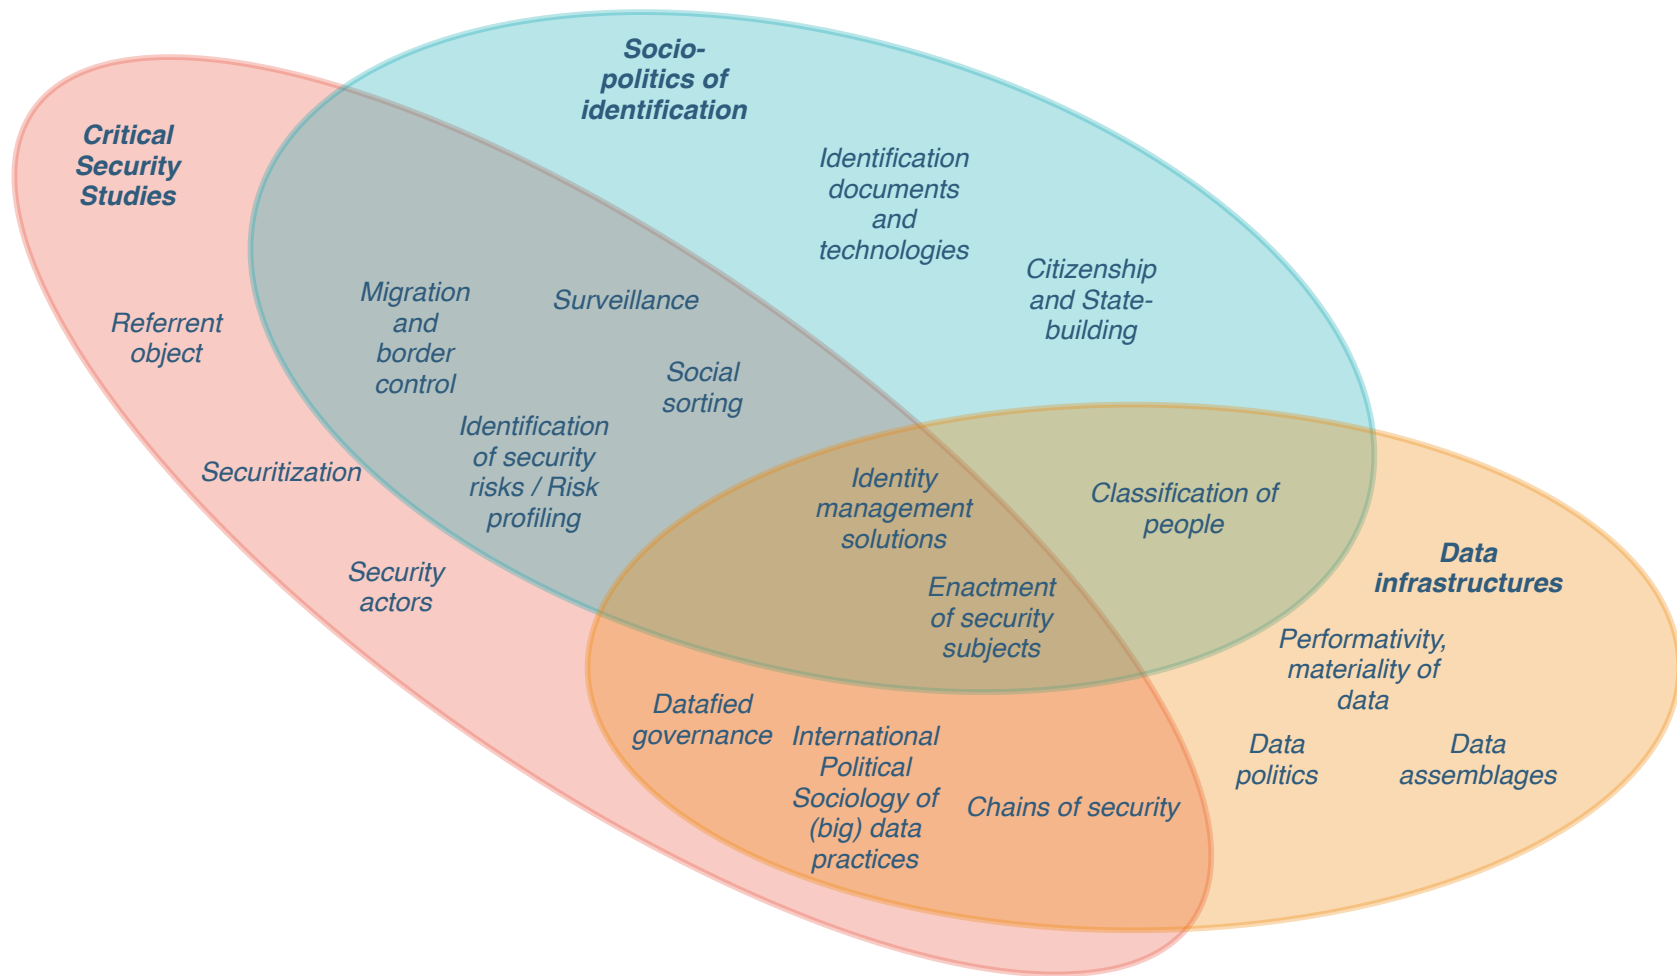 Socio-
politics of
identification
Critical
Security
Studies
Identification
documents
and
technologies
Citizenship
and State-
building
Migration
and
border
control
Surveillance
Referrent
object
Social
sorting
Identification
of security
risks / Risk
profiling
Securitization
Identity
management
solutions
Classification of
people
Data
infrastructures
Security
actors
Enactment
of security
subjects
Performativity,
materiality of
data
Datafied
governance
International
Political
Sociology of
(big) data
practices
Chains of security
Data
politics
Data
assemblages